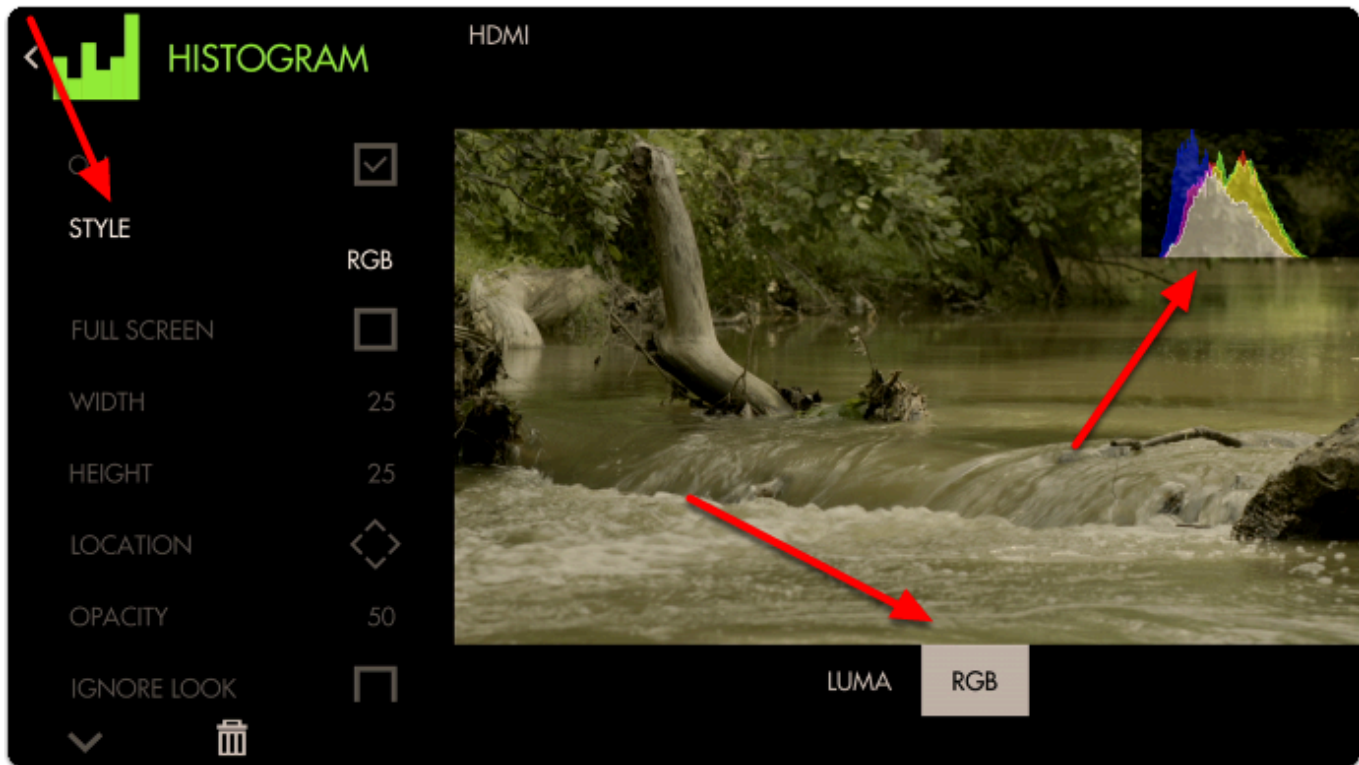 HISTOGRAM
HDMI
STYLE
RGB
FULL SCREEN
WIDTH 25
HEIGHT 25
LOCATION
OPACITY 50
IGNORE LOOK
LUMA RGB